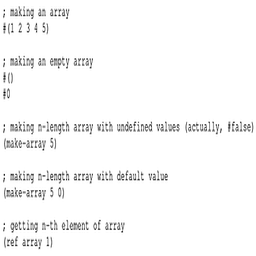 ; making an array
#(1 2 3 4 5)
; making an empty array
#()
#0
; making n-length array with undefined values (actually, #false)
(make-array 5)
; making n-length array with default value
(make-array 5 0)
; getting n-th element of array
(ref array 1)